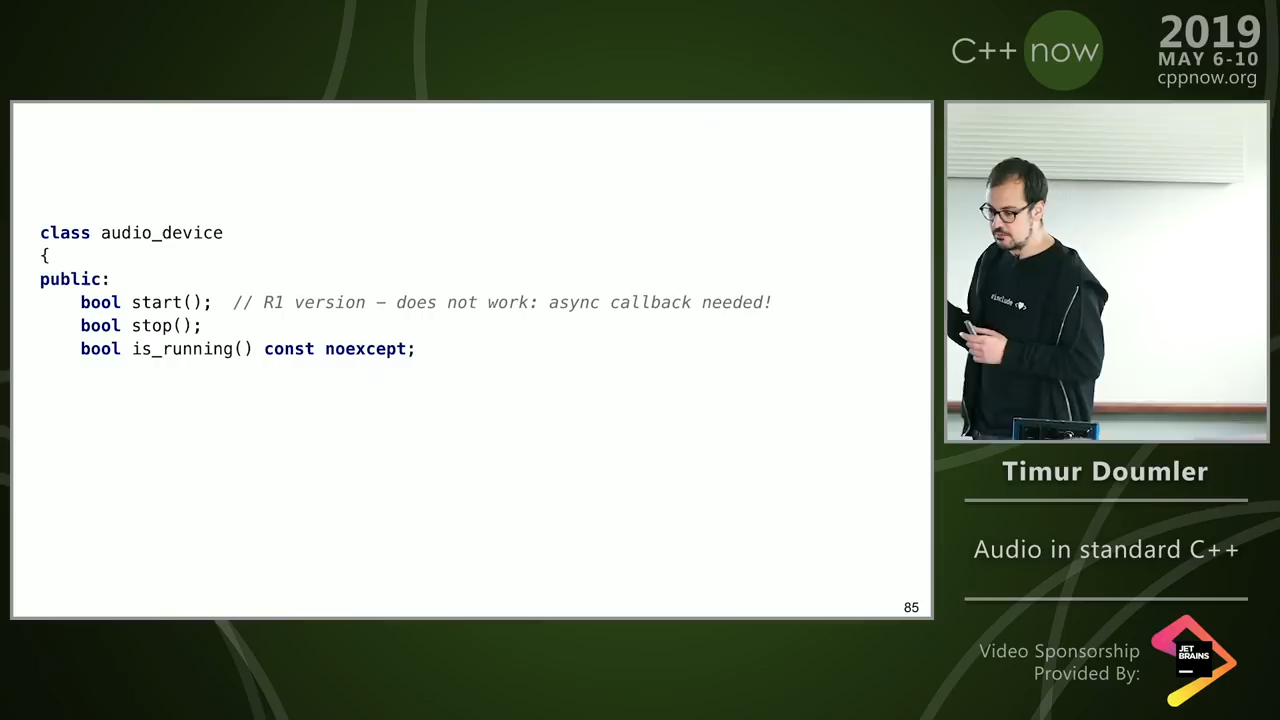 C++ now
2019
MAY 6-10
cppnow.org
class audio_device
{
public:
    bool start();  // R1 version – does not work: async callback needed!
    bool stop();
    bool is_running() const noexcept;
85
#include
Timur Doumler
Audio in standard C++
Video Sponsorship
Provided By:
JET
BRAINS